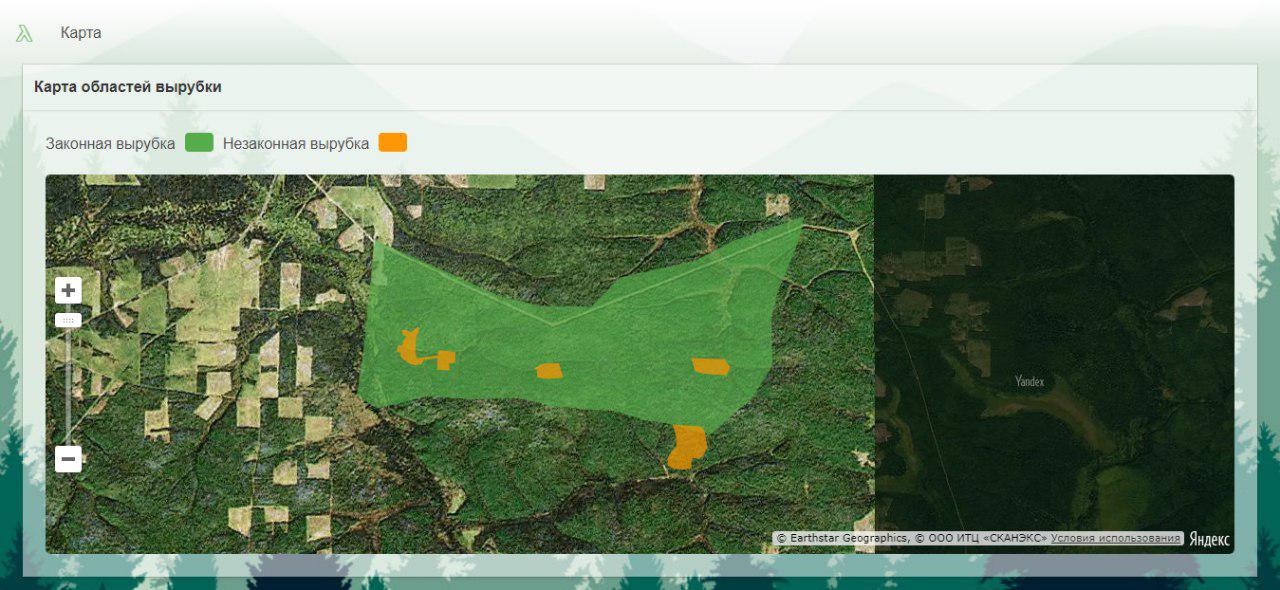 Карта
Карта областей вырубки
Законная вырубка Незаконная вырубка
Yandex
© Earthstar Geographics, © ООО ИТЦ «СКАНЭКС» Условия использования Яндекс